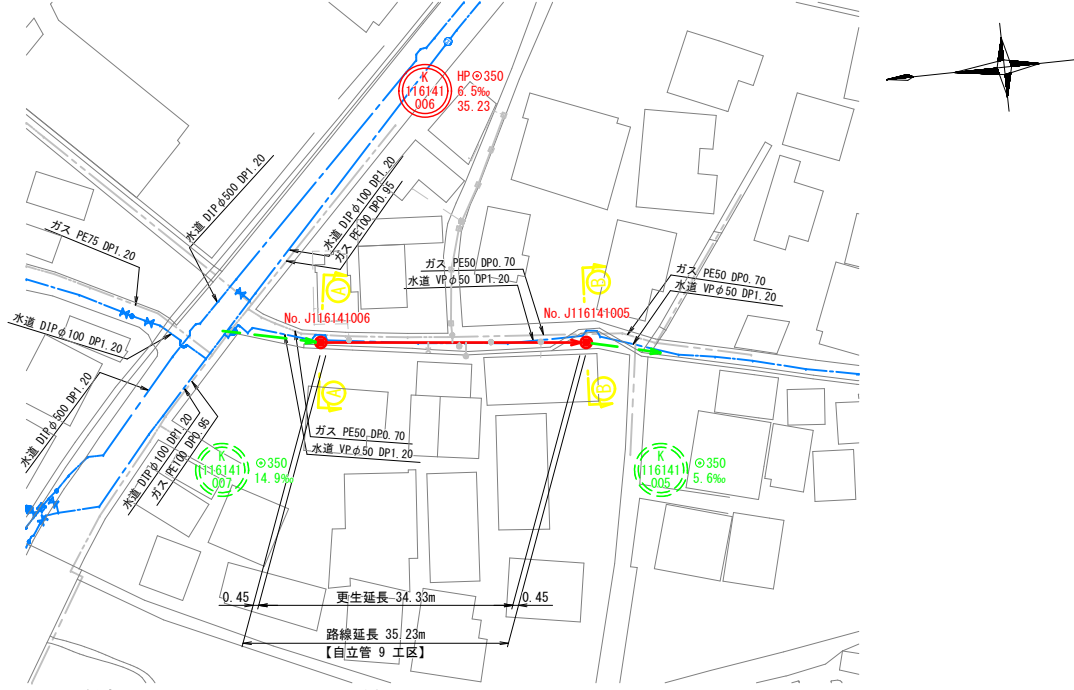 K
116141
006
HP⊙350
6.5‰
35.23
水道 DIPφ500 DP1.20
水道 DIPφ100 DP1.20
ガス PE100 DP0.95
ガス PE75 DP1.20
ガス PE50 DP0.70
水道 VPφ50 DP1.20
ガス PE50 DP0.70
水道 VPφ50 DP1.20
A
B
No. J116141006
No. J116141005
水道 DIPφ100 DP1.20
水道 DIPφ500 DP1.20
A
B
水道 DIPφ100 DP1.20
ガス PE100 DP0.95
ガス PE50 DP0.70
水道 VPφ50 DP1.20
K
116141
007
⊙350
14.9‰
K
116141
005
⊙350
5.6‰
0.45
更生延長 34.33m
0.45
路線延長 35.23m
【自立管 9 工区】